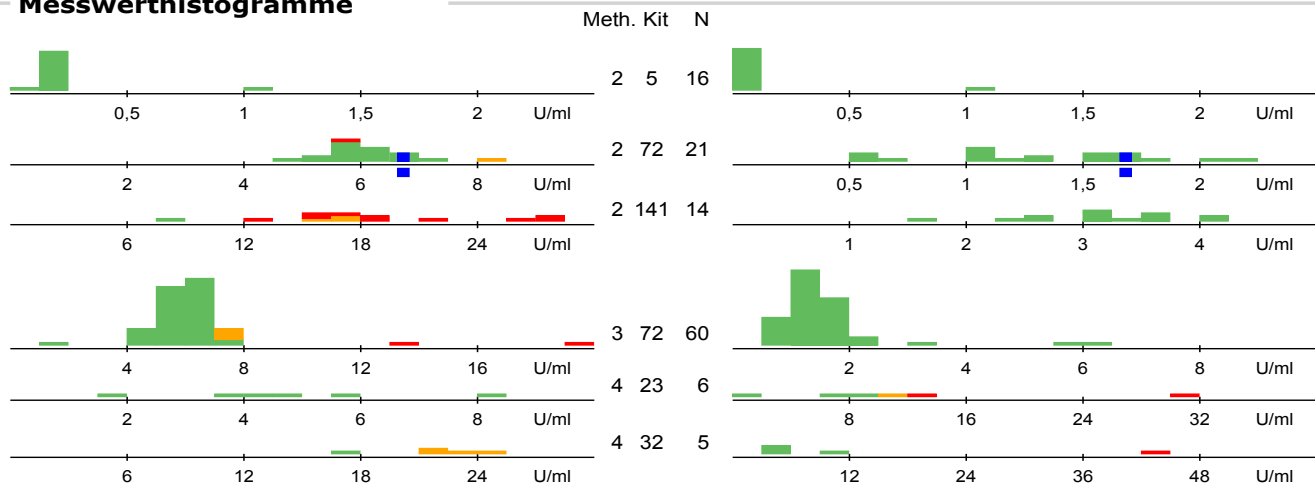 Messwerthistogramme
Meth. Kit N
2 5 16
0,5 1 1,5 2 U/ml 0,5 1 1,5 2 U/ml
2 72 21
2 4 6 8 U/ml 0,5 1 1,5 2 U/ml
2 141 14
6 12 18 24 U/ml 1 2 3 4 U/ml
3 72 60
4 8 12 16 U/ml 2 4 6 8 U/ml
4 23 6
2 4 6 8 U/ml 8 16 24 32 U/ml
4 32 5
6 12 18 24 U/ml 12 24 36 48 U/ml